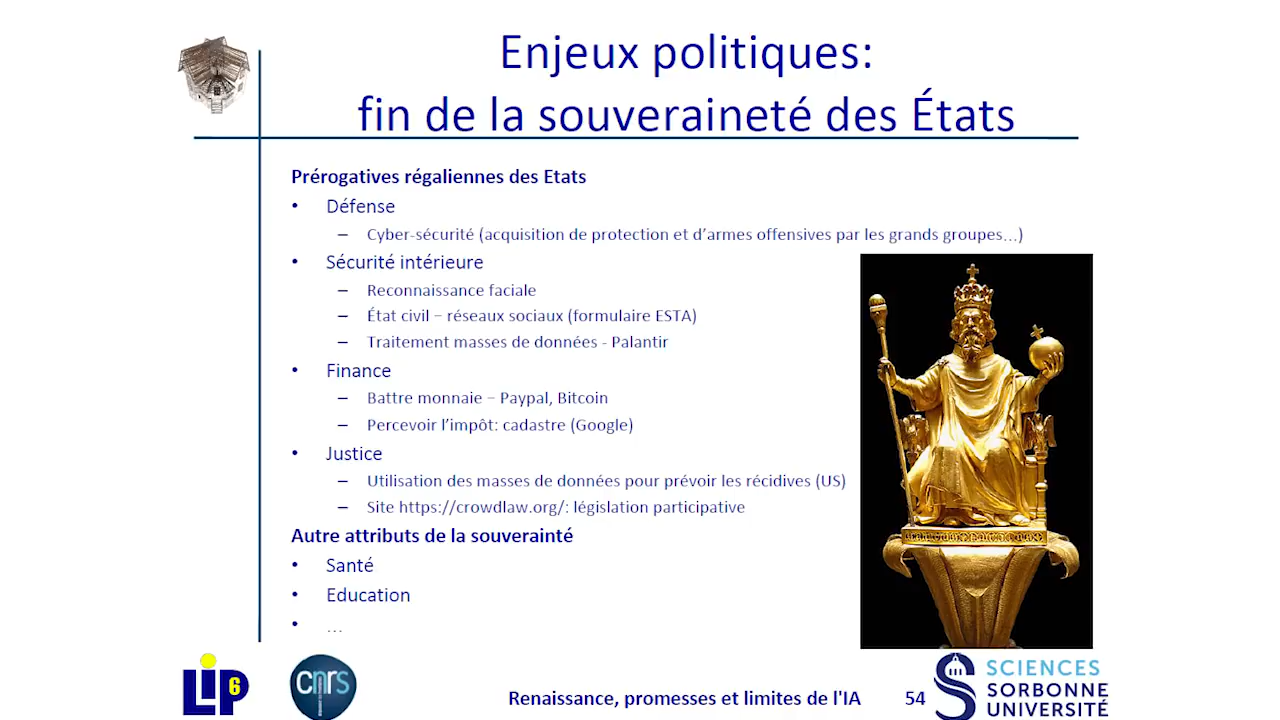 Enjeux politiques:
fin de la souveraineté des États
Prérogatives régaliennes des Etats
• Défense
– Cyber-sécurité (acquisition de protection et d'armes offensives par les grands groupes…)
• Sécurité intérieure
– Reconnaissance faciale
– État civil – réseaux sociaux (formulaire ESTA)
– Traitement masses de données - Palantir
• Finance
– Battre monnaie – Paypal, Bitcoin
– Percevoir l'impôt: cadastre (Google)
• Justice
– Utilisation des masses de données pour prévoir les récidives (US)
– Site https://crowdlaw.org/: législation participative
Autre attributs de la souverainté
• Santé
• Education
• …
LIP6
cnrs
Renaissance, promesses et limites de l'IA
54
SCIENCES
SORBONNE
UNIVERSITÉ